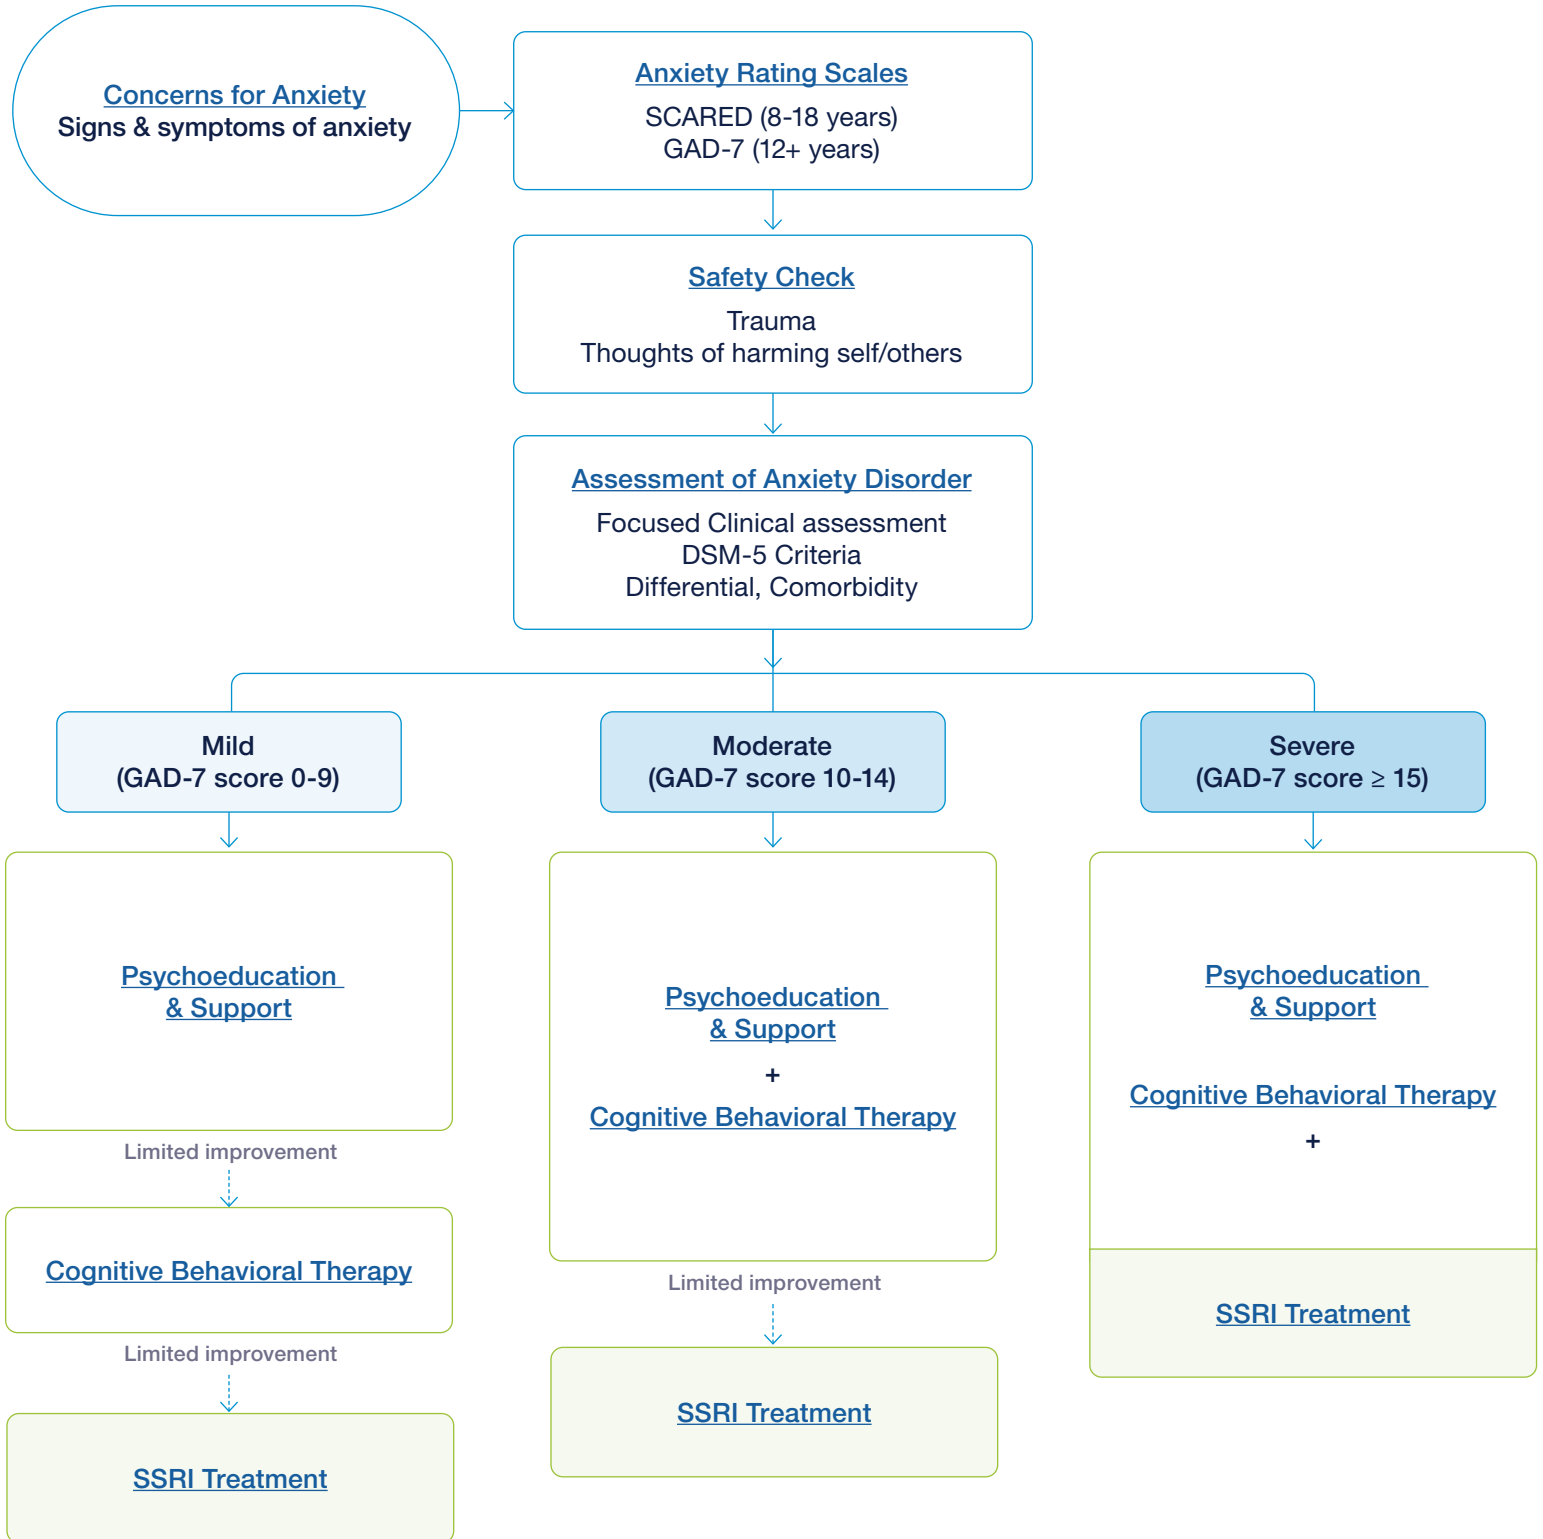 Concerns for Anxiety
Signs & symptoms of anxiety
Anxiety Rating Scales
SCARED (8-18 years)
GAD-7 (12+ years)
Safety Check
Trauma
Thoughts of harming self/others
Assessment of Anxiety Disorder
Focused Clinical assessment
DSM-5 Criteria
Differential, Comorbidity
Mild
(GAD-7 score 0-9)
Psychoeducation
& Support
Limited improvement
Cognitive Behavioral Therapy
Limited improvement
SSRI Treatment
Moderate
(GAD-7 score 10-14)
Psychoeducation
& Support
+
Cognitive Behavioral Therapy
Limited improvement
SSRI Treatment
Severe
(GAD-7 score ≥ 15)
Psychoeducation
& Support
Cognitive Behavioral Therapy
+
SSRI Treatment